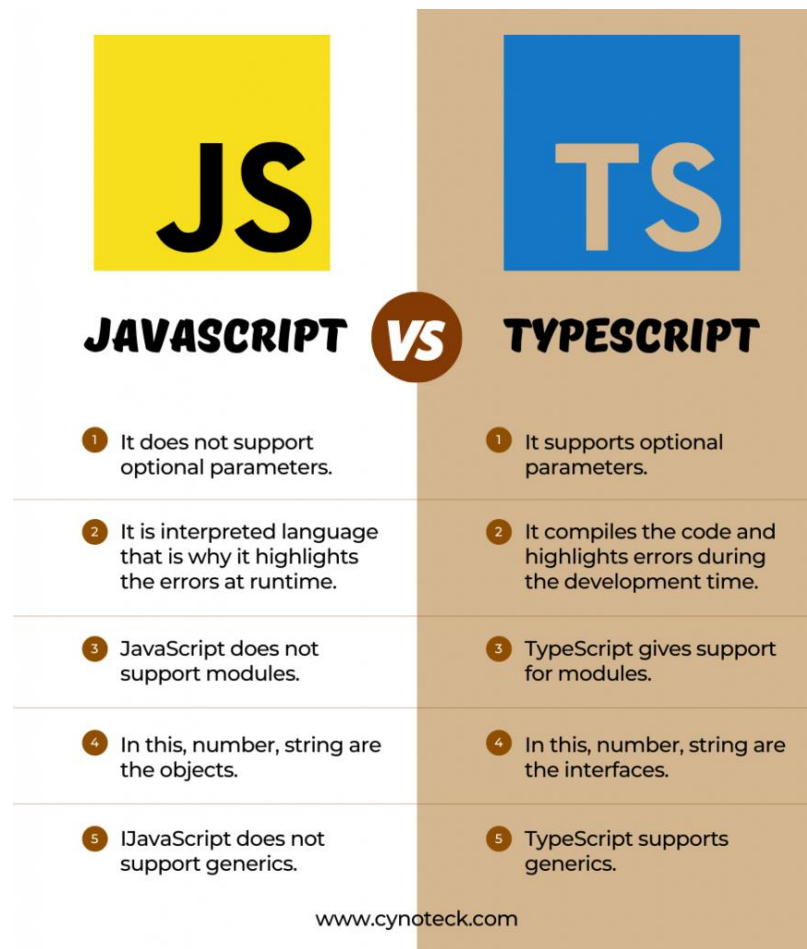 JS
TS
JAVASCRIPT
VS
TYPESCRIPT
1 It does not support
optional parameters.
1 It supports optional
parameters.
2 It is interpreted language
that is why it highlights
the errors at runtime.
2 It compiles the code and
highlights errors during
the development time.
3 JavaScript does not
support modules.
3 TypeScript gives support
for modules.
4 In this, number, string are
the objects.
4 In this, number, string are
the interfaces.
5 IJavaScript does not
support generics.
5 TypeScript supports
generics.
www.cynoteck.com